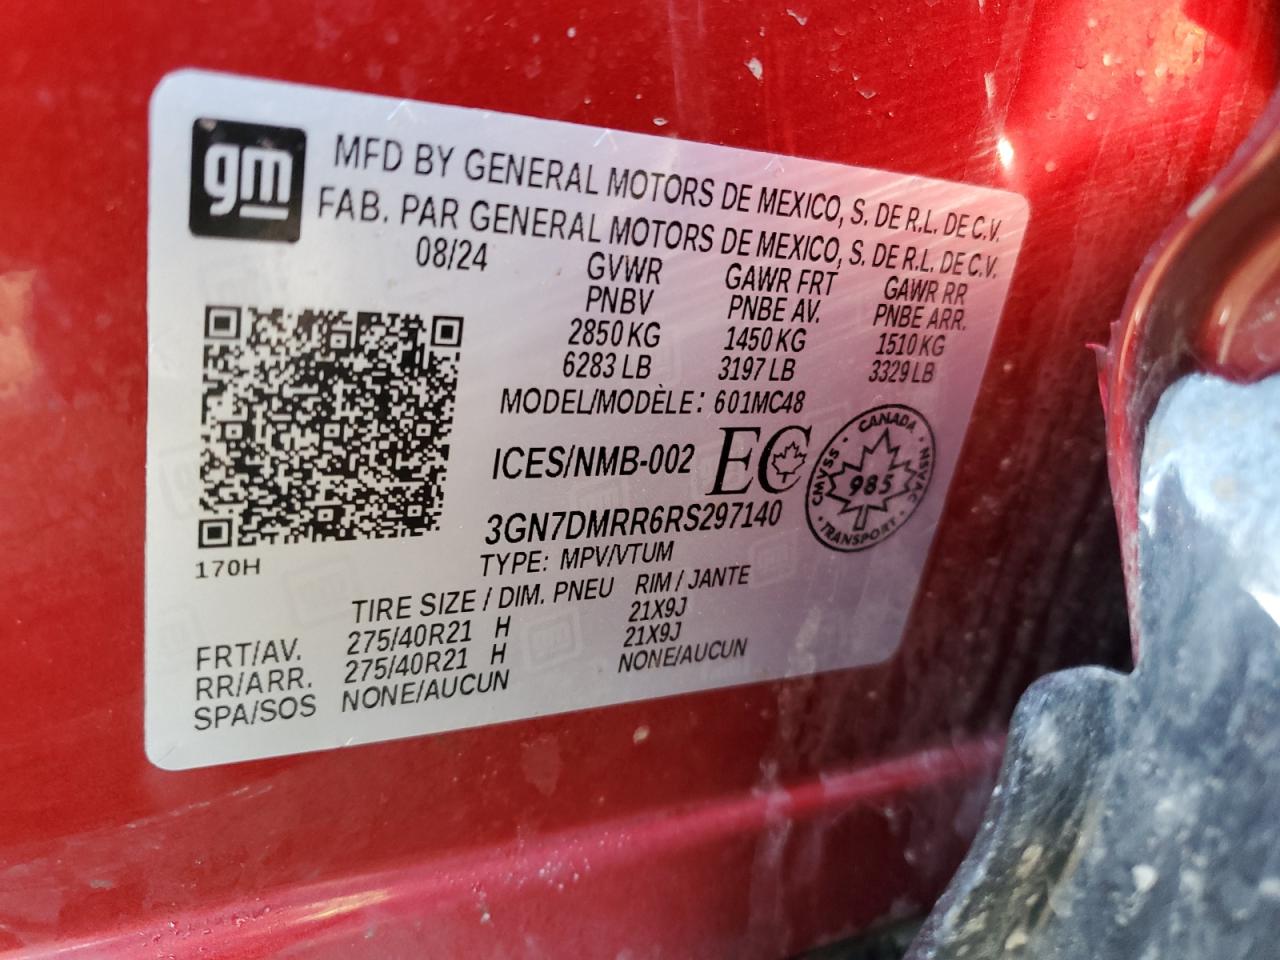 gm
MFD BY GENERAL MOTORS DE MEXICO, S. DE R.L. DE C.V.
FAB. PAR GENERAL MOTORS DE MEXICO, S. DE R.L. DE C.V.
08/24 GVWR GAWR FRT GAWR RR
PNBV PNBE AV. PNBE ARR.
2850 KG 1450 KG 1510 KG
6283 LB 3197 LB 3329 LB
MODEL/MODÈLE: 601MC48
ICES/NMB-002 EC
CANADA
CMVSS 985 NSVAC
TRANSPORT
3GN7DMRR6RS297140
170H TYPE: MPV/VTUM
TIRE SIZE / DIM. PNEU RIM / JANTE
FRT/AV. 275/40R21 H 21X9J
RR/ARR. 275/40R21 H 21X9J
SPA/SOS NONE/AUCUN NONE/AUCUN